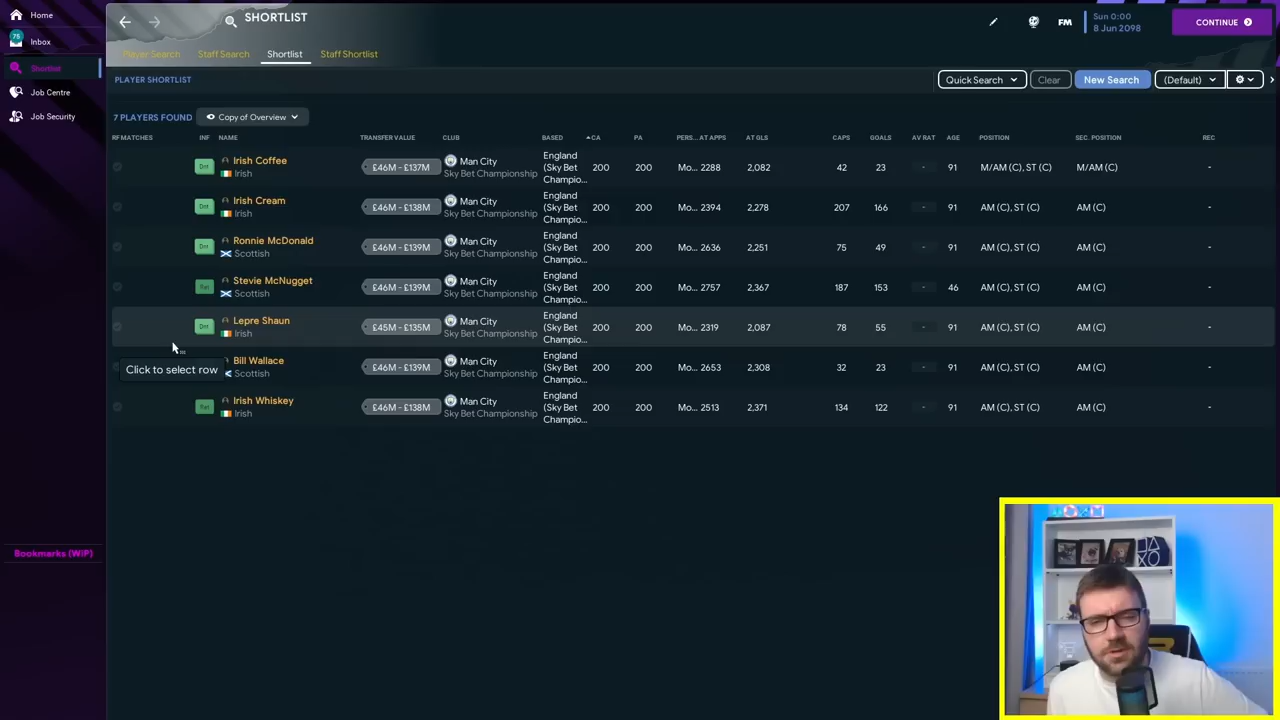 Home
75
Inbox
Shortlist
Job Centre
Job Security
Bookmarks (WIP)
SHORTLIST
FM
Sun 0:00
8 Jun 2098
CONTINUE
Player Search
Staff Search
Shortlist
Staff Shortlist
PLAYER SHORTLIST
Quick Search
Clear
New Search
(Default)
7 PLAYERS FOUND
Copy of Overview
RF MATCHES INF NAME TRANSFER VALUE CLUB BASED CA PA PERS... AT APPS AT GLS CAPS GOALS AV RAT AGE POSITION SEC. POSITION REC
Irish Coffee £46M - £137M Man City England (Sky Bet Champio... 200 200 Mo... 2288 2,082 42 23 - 91 M/AM (C), ST (C) M/AM (C) -
Irish Sky Bet Championship
Irish Cream £46M - £138M Man City England (Sky Bet Champio... 200 200 Mo... 2394 2,278 207 166 - 91 AM (C), ST (C) AM (C) -
Irish Sky Bet Championship
Ronnie McDonald £46M - £139M Man City England (Sky Bet Champio... 200 200 Mo... 2636 2,251 75 49 - 91 AM (C), ST (C) AM (C) -
Scottish Sky Bet Championship
Stevie McNugget £46M - £139M Man City England (Sky Bet Champio... 200 200 Mo... 2757 2,367 187 153 - 46 AM (C), ST (C) AM (C) -
Scottish Sky Bet Championship
Lepre Shaun £45M - £135M Man City England (Sky Bet Champio... 200 200 Mo... 2319 2,087 78 55 - 91 AM (C), ST (C) AM (C) -
Irish Sky Bet Championship
Click to select row
Bill Wallace £46M - £139M Man City England (Sky Bet Champio... 200 200 Mo... 2653 2,308 32 23 - 91 AM (C), ST (C) AM (C) -
Scottish Sky Bet Championship
Irish Whiskey £46M - £138M Man City England (Sky Bet Champio... 200 200 Mo... 2513 2,371 134 122 - 91 AM (C), ST (C) AM (C) -
Irish Sky Bet Championship